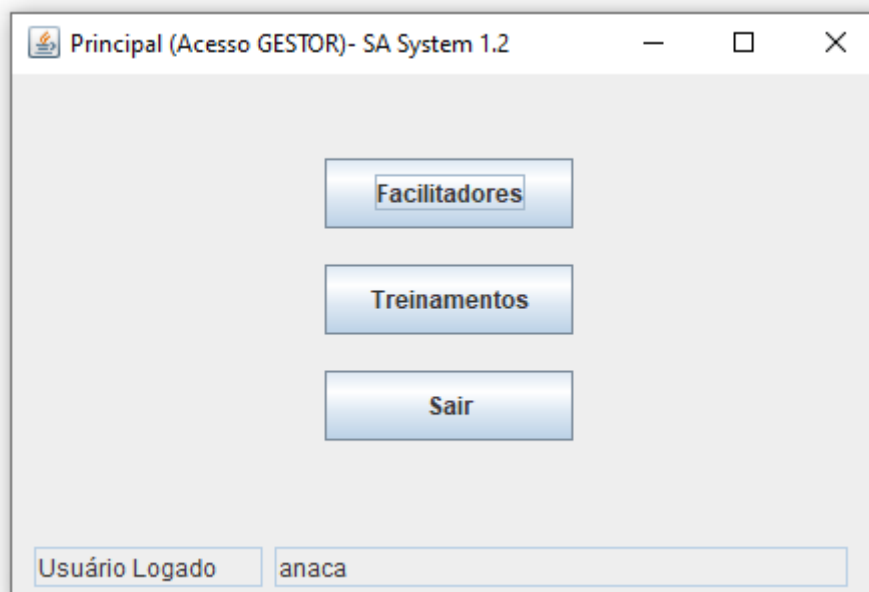 Principal (Acesso GESTOR)- SA System 1.2
Facilitadores
Treinamentos
Sair
Usuário Logado anaca